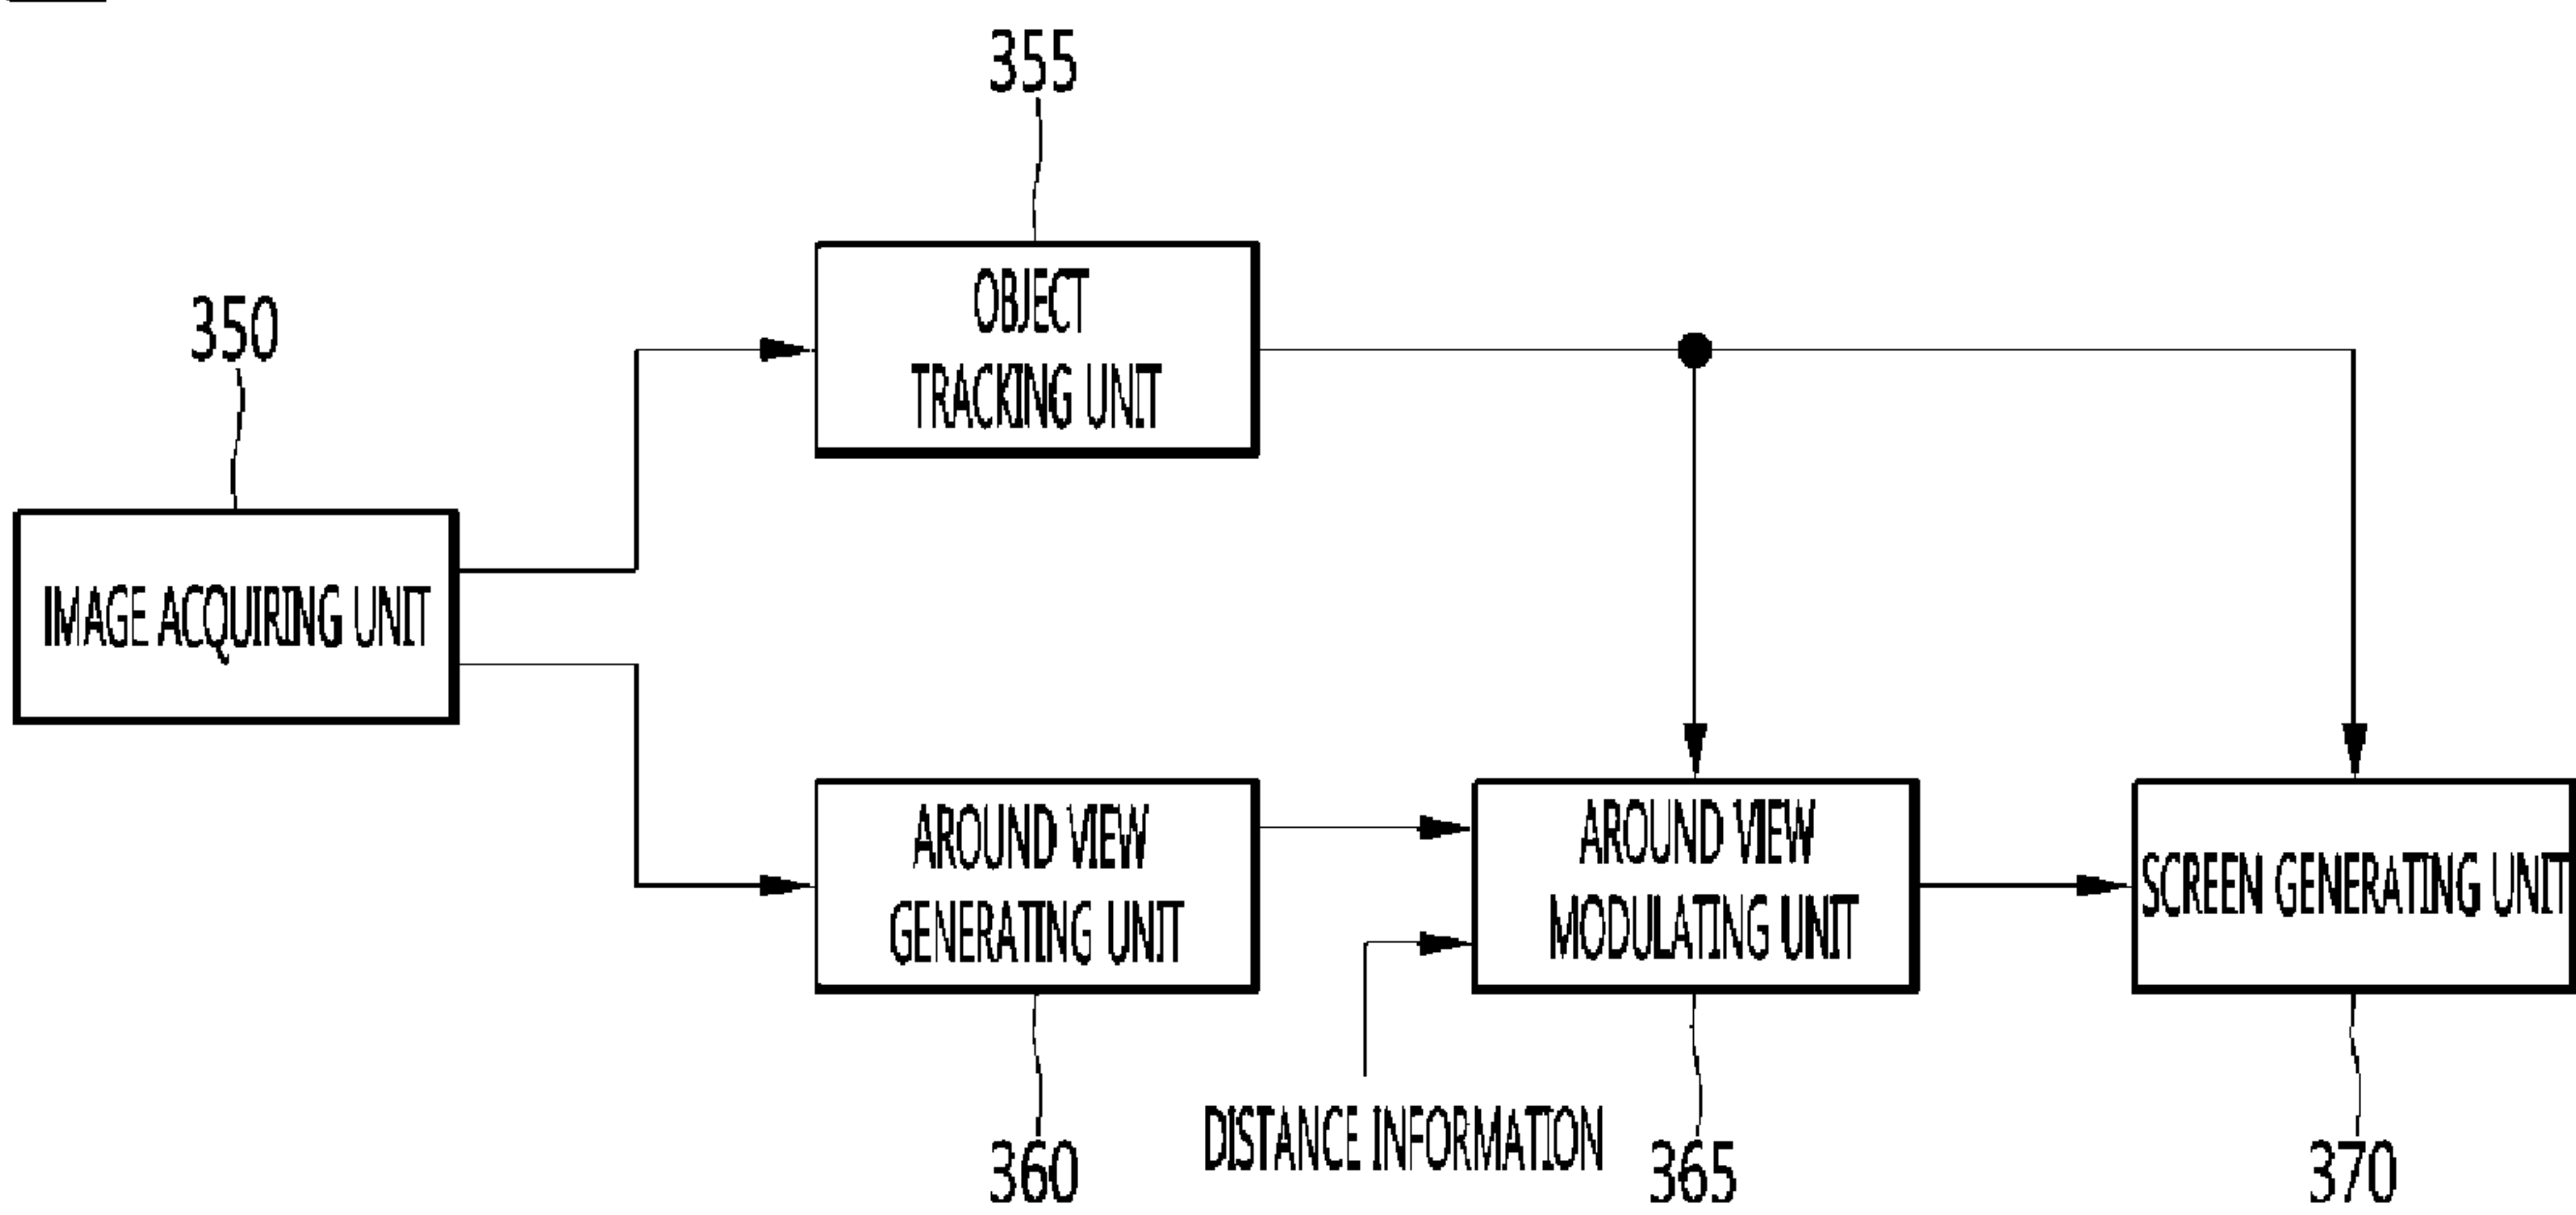 355
350
OBJECT
TRACKING UNIT
IMAGE ACQUIRING UNIT
AROUND VIEW
GENERATING UNIT
AROUND VIEW
MODULATING UNIT
SCREEN GENERATING UNIT
DISTANCE INFORMATION
360
365
370